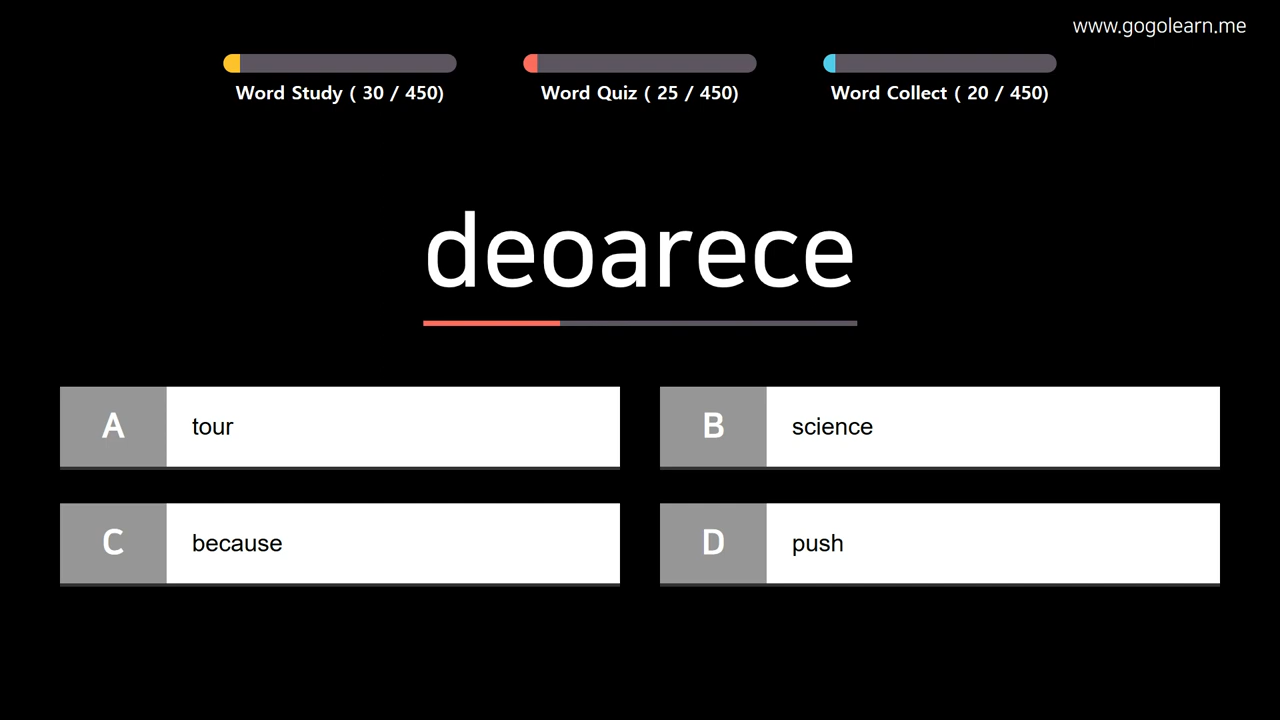 www.gogolearn.me
Word Study ( 30 / 450)
Word Quiz ( 25 / 450)
Word Collect ( 20 / 450)
deoarece
A tour
B science
C because
D push